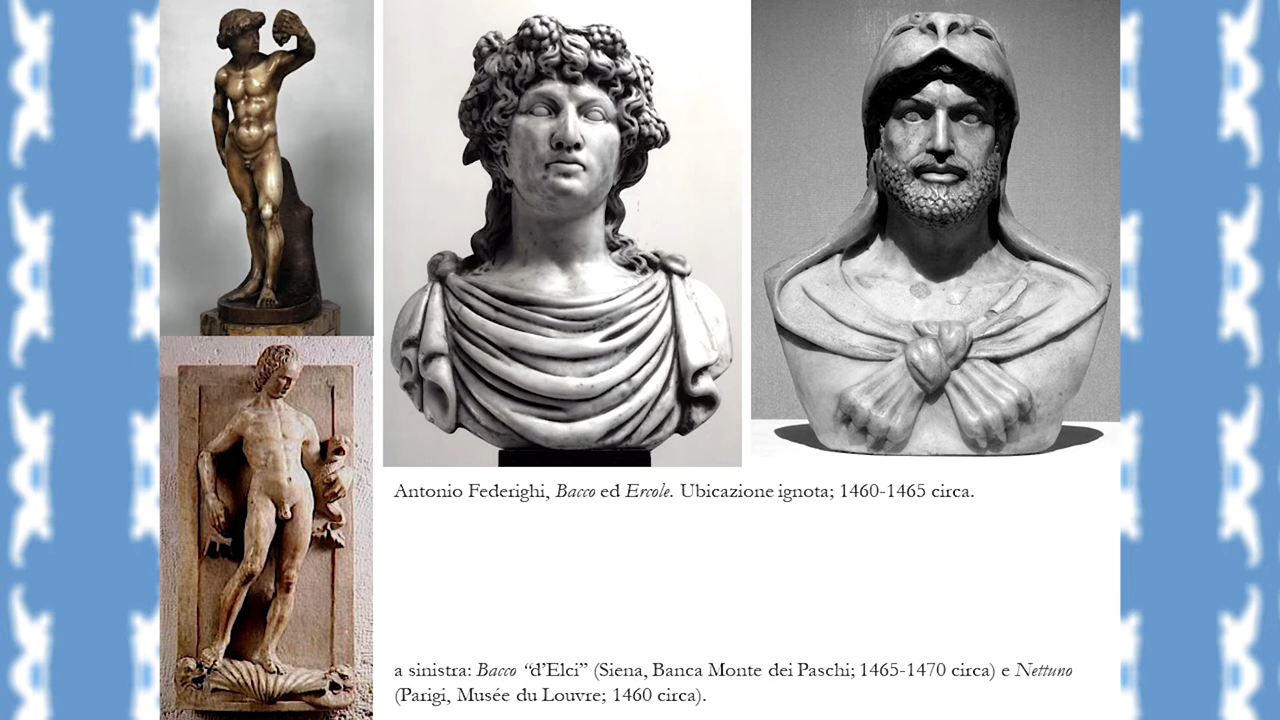 Antonio Federighi, Bacco ed Ercole. Ubicazione ignota; 1460-1465 circa.
a sinistra: Bacco “d’Elci” (Siena, Banca Monte dei Paschi; 1465-1470 circa) e Nettuno
(Parigi, Musée du Louvre; 1460 circa).